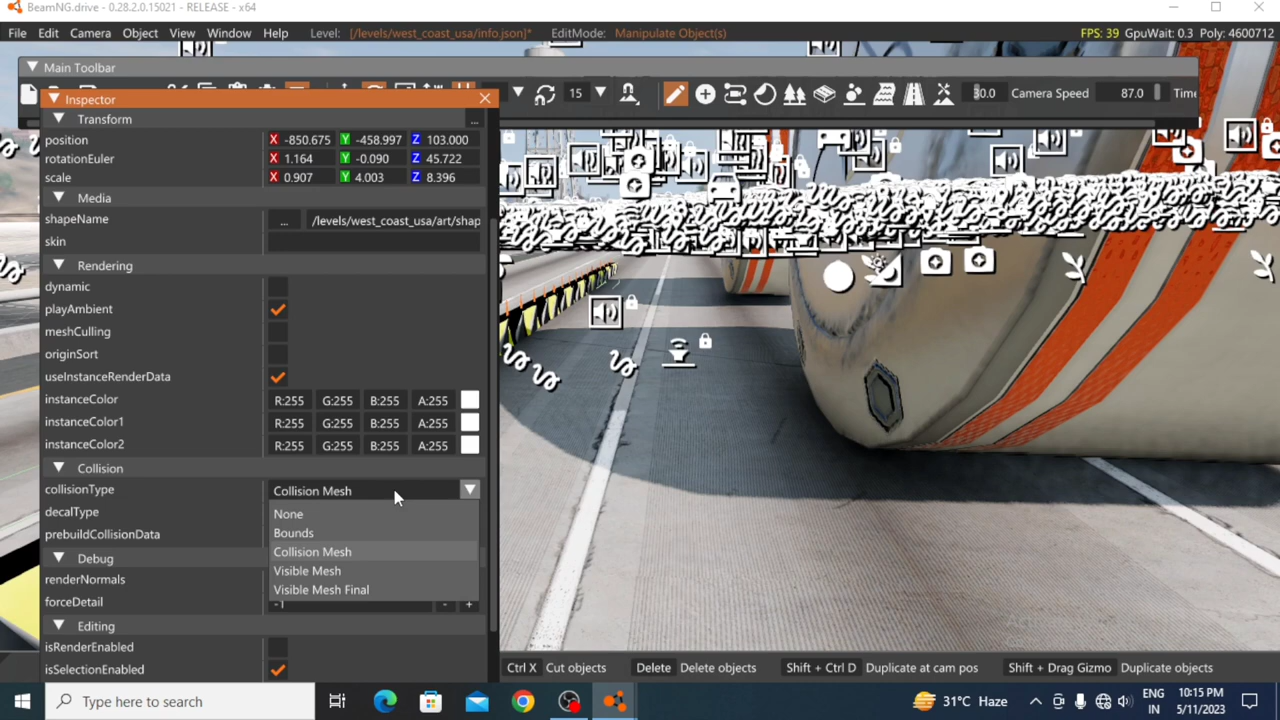 BeamNG.drive - 0.28.2.0.15021 - RELEASE - x64
File Edit Camera Object View Window Help Level: [/levels/west_coast_usa/info.json]* EditMode: Manipulate Object(s) FPS: 39 GpuWait: 0.3 Poly: 4600712
Main Toolbar
15 30.0 Camera Speed 87.0 Time
Inspector
Transform ...
position X -850.675 Y -458.997 Z 103.000
rotationEuler X 1.164 Y -0.090 Z 45.722
scale X 0.907 Y 4.003 Z 8.396
Media
shapeName ... /levels/west_coast_usa/art/shap
skin
Rendering
dynamic
playAmbient
meshCulling
originSort
useInstanceRenderData
instanceColor R:255 G:255 B:255 A:255
instanceColor1 R:255 G:255 B:255 A:255
instanceColor2 R:255 G:255 B:255 A:255
Collision
collisionType Collision Mesh
decalType
None
prebuildCollisionData
Bounds
Collision Mesh
Debug
Visible Mesh
renderNormals
Visible Mesh Final
forceDetail -1 - +
Editing
isRenderEnabled
isSelectionEnabled
Ctrl X Cut objects Delete Delete objects Shift + Ctrl D Duplicate at cam pos Shift + Drag Gizmo Duplicate objects
Type here to search
31°C Haze
ENG
IN
10:15 PM
5/11/2023